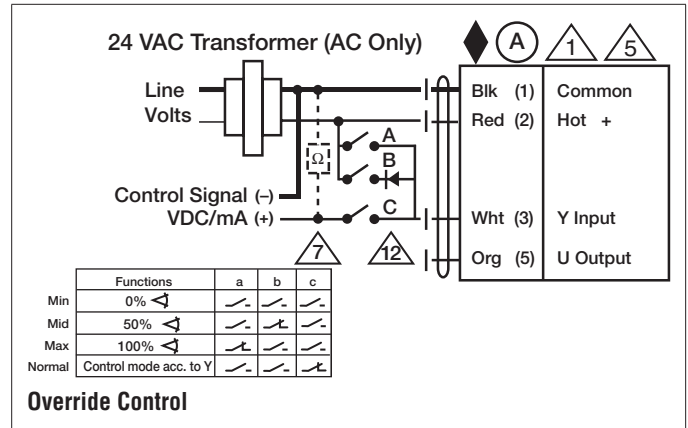 24 VAC Transformer (AC Only)
A 1 5
Line
Volts
Blk (1) Common
Red (2) Hot +
A
Ω
B
Control Signal (–)
VDC/mA (+)
C
Wht (3) Y Input
7 12
Org (5) U Output
Functions a b c
Min 0%
Mid 50%
Max 100%
Normal Control mode acc. to Y
Override Control